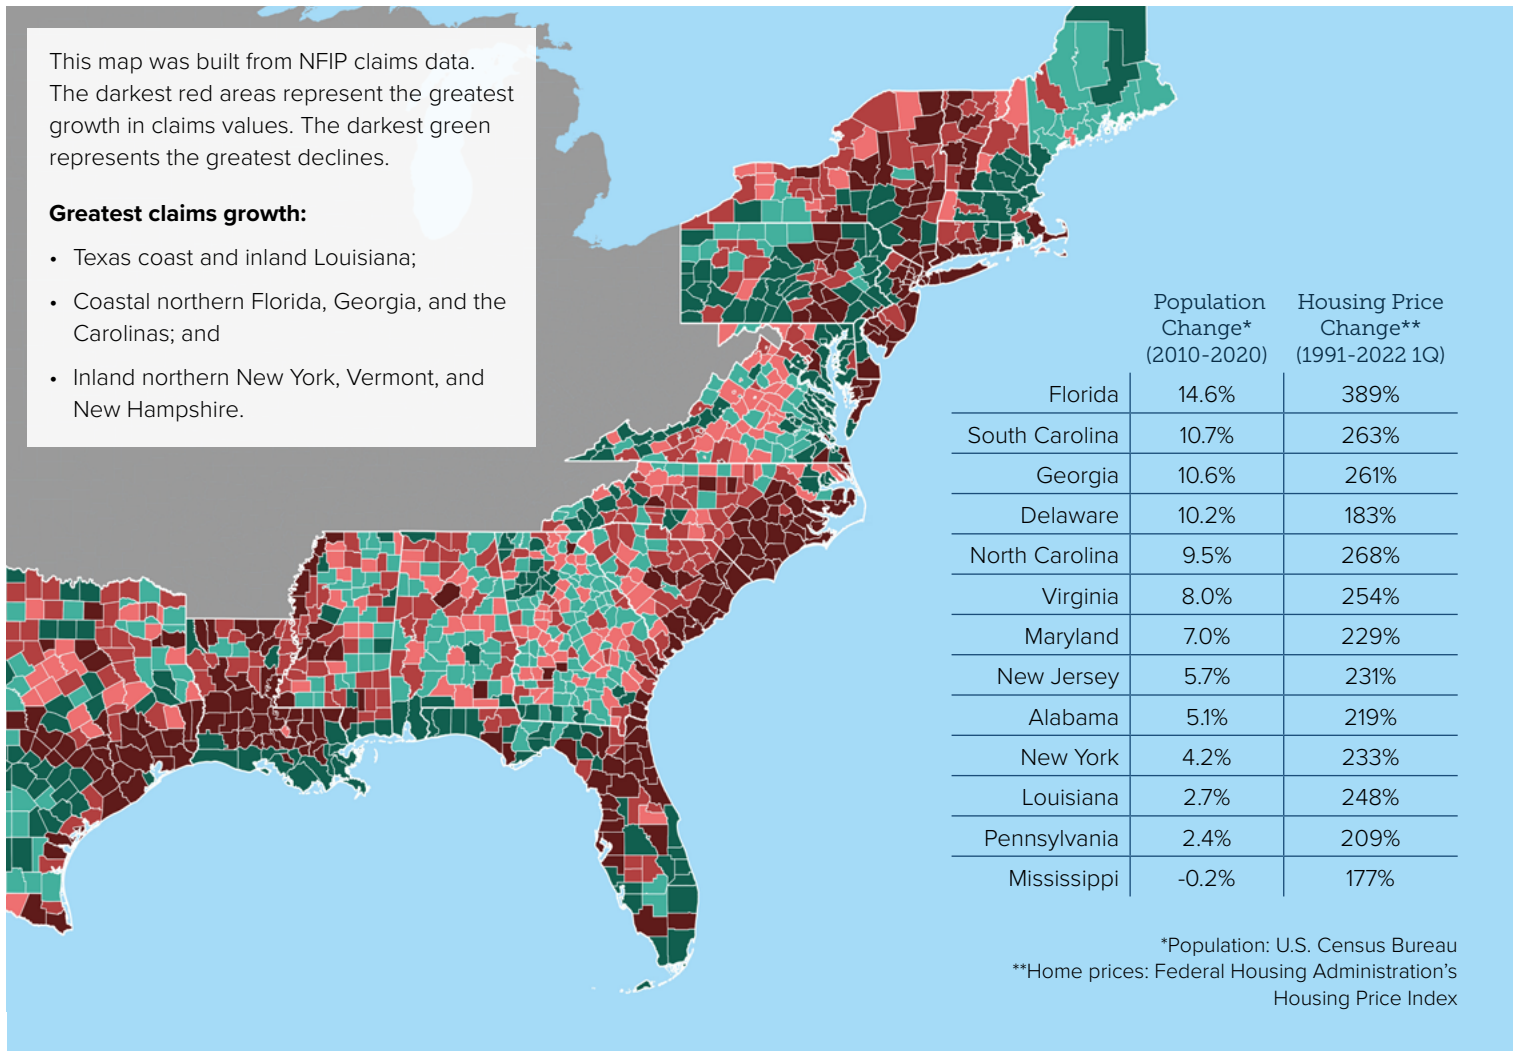 This map was built from NFIP claims data.
The darkest red areas represent the greatest
growth in claims values. The darkest green
represents the greatest declines.
Greatest claims growth:
• Texas coast and inland Louisiana;
• Coastal northern Florida, Georgia, and the
Carolinas; and
• Inland northern New York, Vermont, and
New Hampshire.
Population Housing Price
Change* Change**
(2010-2020) (1991-2022 1Q)
Florida 14.6% 389%
South Carolina 10.7% 263%
Georgia 10.6% 261%
Delaware 10.2% 183%
North Carolina 9.5% 268%
Virginia 8.0% 254%
Maryland 7.0% 229%
New Jersey 5.7% 231%
Alabama 5.1% 219%
New York 4.2% 233%
Louisiana 2.7% 248%
Pennsylvania 2.4% 209%
Mississippi -0.2% 177%
*Population: U.S. Census Bureau
**Home prices: Federal Housing Administration’s
Housing Price Index